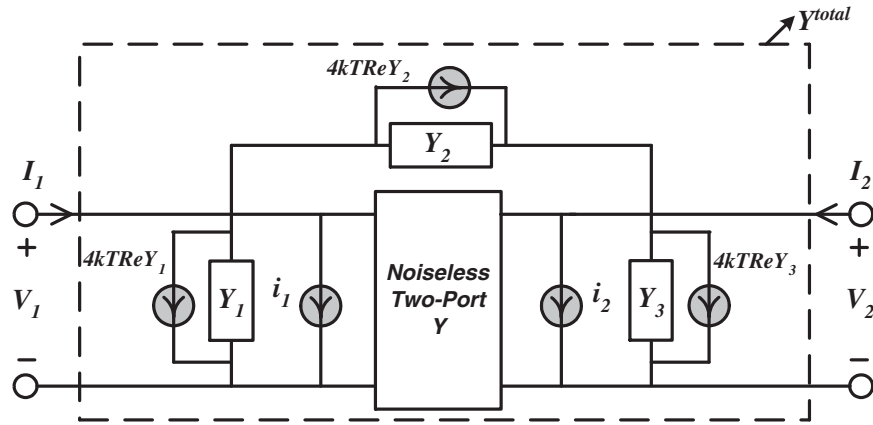 Y^total
4kTReY_2
Y_2
I_1
I_2
+
+
4kTReY_1
4kTReY_3
Noiseless
Two-Port
Y
V_1
Y_1
i_1
i_2
Y_3
V_2
−
−